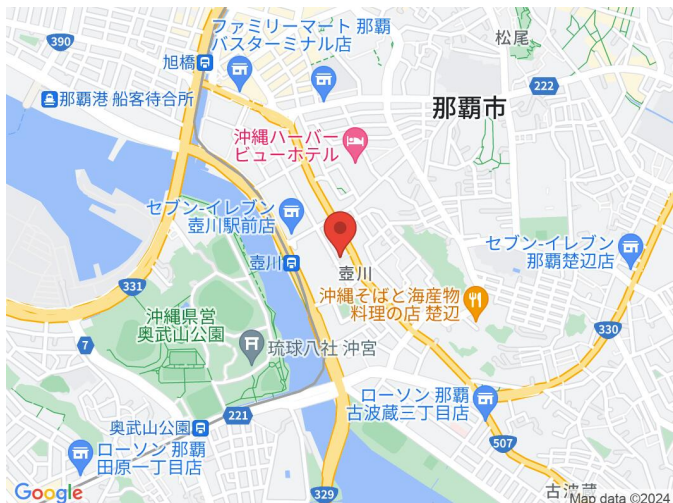 390
ファミリーマート 那覇
バスターミナル店
松尾
旭橋
222
那覇港 船客待合所
那覇市
沖縄ハーバー
ビューホテル
セブン-イレブン
壺川駅前店
壺川
壺川
セブン-イレブン
那覇楚辺店
331
沖縄そばと海産物
料理の店 楚辺
沖縄県営
奥武山公園
330
7
琉球八社 沖宮
ローソン 那覇
古波蔵三丁目店
221
奥武山公園
ローソン 那覇
田原一丁目店
507
329
古波蔵
Google
Map data ©2024